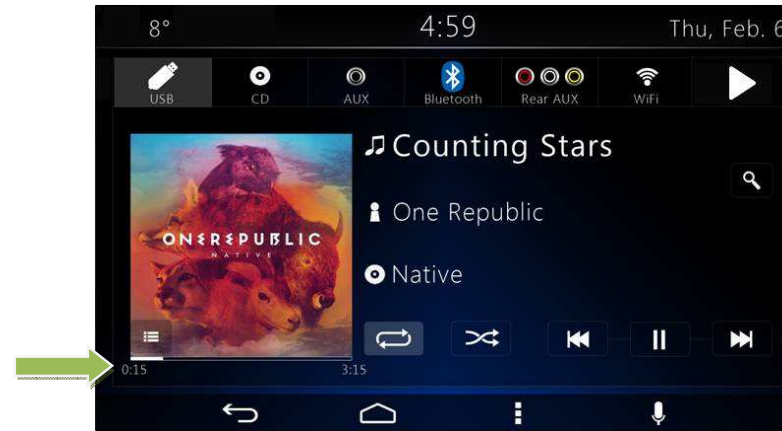 8° 4:59 Thu, Feb. 6
USB CD AUX Bluetooth Rear AUX WiFi
Counting Stars
One Republic
ONEREPUBLIC
NATIVE
Native
0:15 3:15